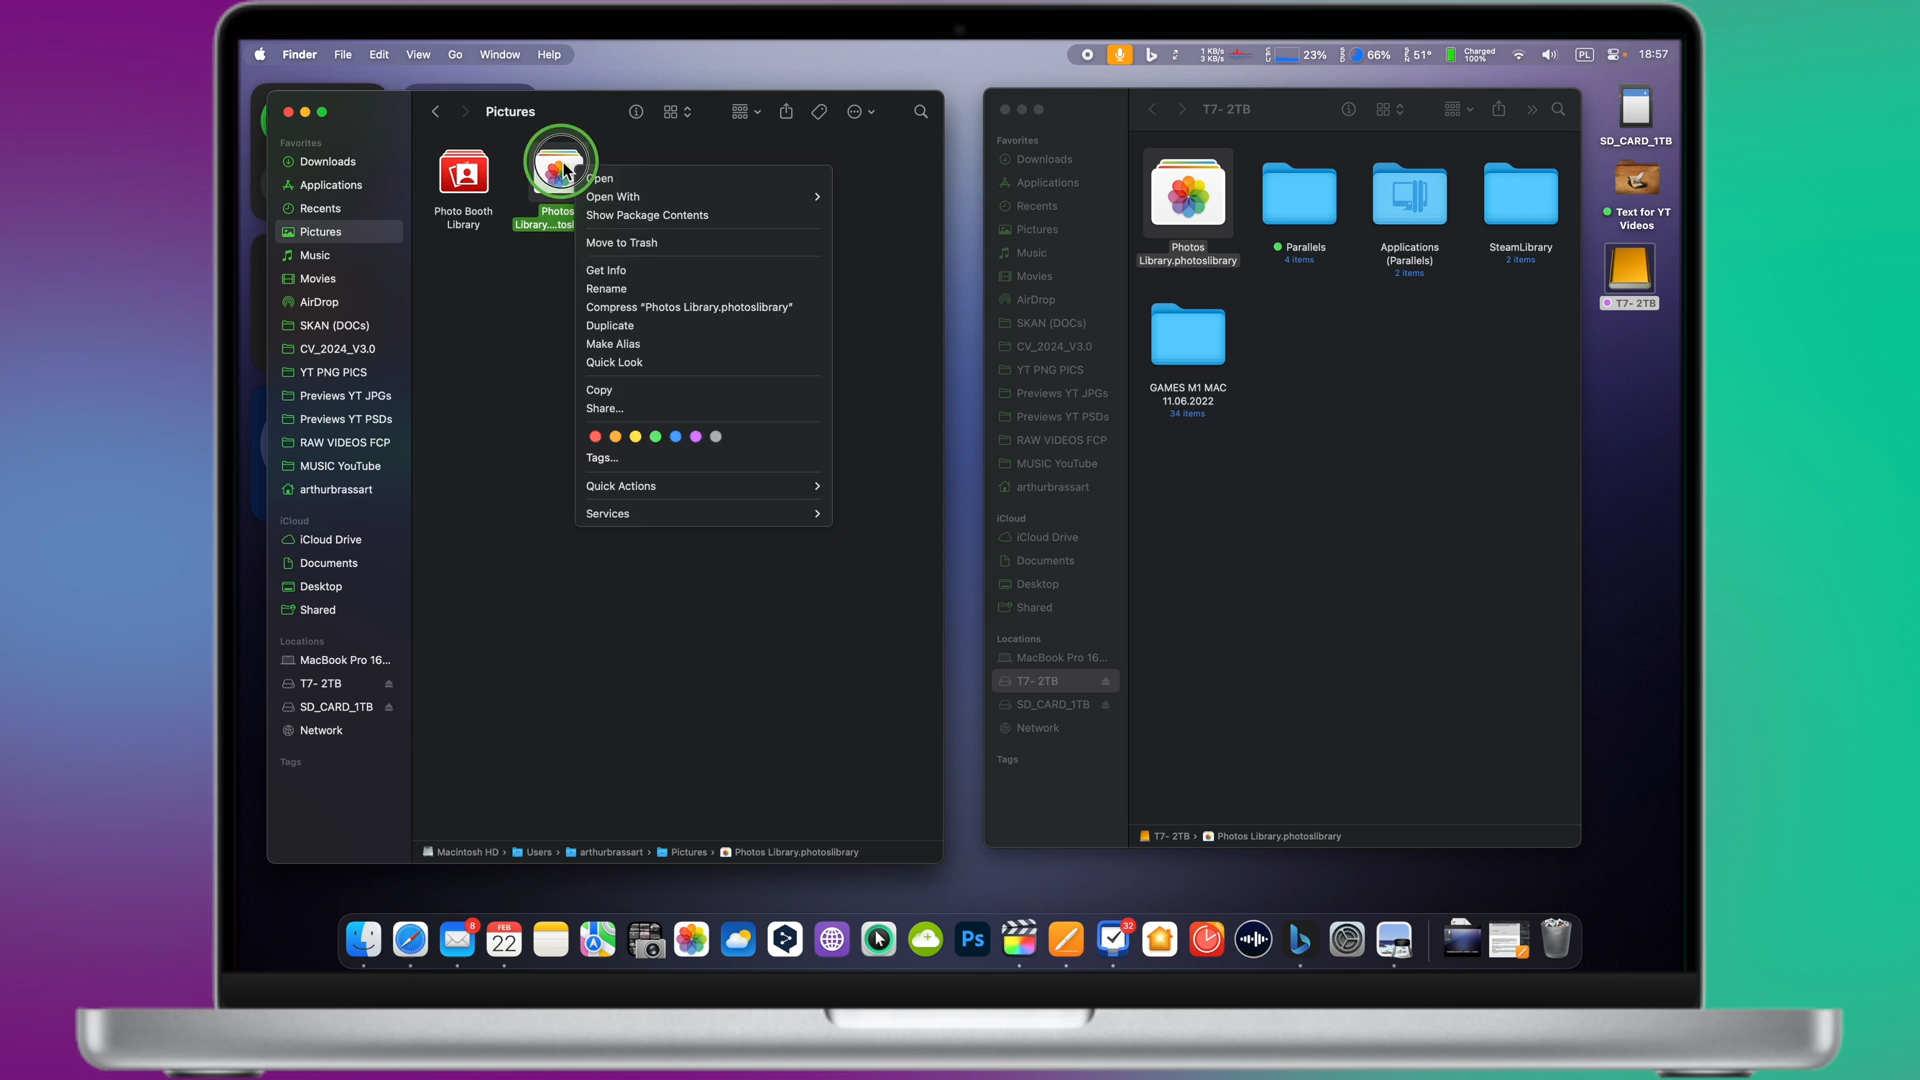 Finder File Edit View Go Window Help
1 KB/s
3 KB/s
23%
66%
51°
Charged
100%
PL
18:57
Pictures
Favorites
Downloads
Applications
Recents
Pictures
Music
Movies
AirDrop
SKAN (DOCs)
CV_2024_V3.0
YT PNG PICS
Previews YT JPGs
Previews YT PSDs
RAW VIDEOS FCP
MUSIC YouTube
arthurbrassart
iCloud
iCloud Drive
Documents
Desktop
Shared
Locations
MacBook Pro 16...
T7- 2TB
SD_CARD_1TB
Network
Tags
Photo Booth
Library
Photos
Library....tosl
Open
Open With
Show Package Contents
Move to Trash
Get Info
Rename
Compress “Photos Library.photoslibrary”
Duplicate
Make Alias
Quick Look
Copy
Share...
Tags...
Quick Actions
Services
Macintosh HD › Users › arthurbrassart › Pictures › Photos Library.photoslibrary
T7- 2TB
Favorites
Downloads
Applications
Recents
Pictures
Music
Movies
AirDrop
SKAN (DOCs)
CV_2024_V3.0
YT PNG PICS
Previews YT JPGs
Previews YT PSDs
RAW VIDEOS FCP
MUSIC YouTube
arthurbrassart
iCloud
iCloud Drive
Documents
Desktop
Shared
Locations
MacBook Pro 16...
T7- 2TB
SD_CARD_1TB
Network
Tags
Photos
Library.photoslibrary
Parallels
4 items
Applications
(Parallels)
2 items
SteamLibrary
2 items
GAMES M1 MAC
11.06.2022
34 items
T7- 2TB › Photos Library.photoslibrary
SD_CARD_1TB
Text for YT
Videos
T7- 2TB
8
FEB
22
Ps
32